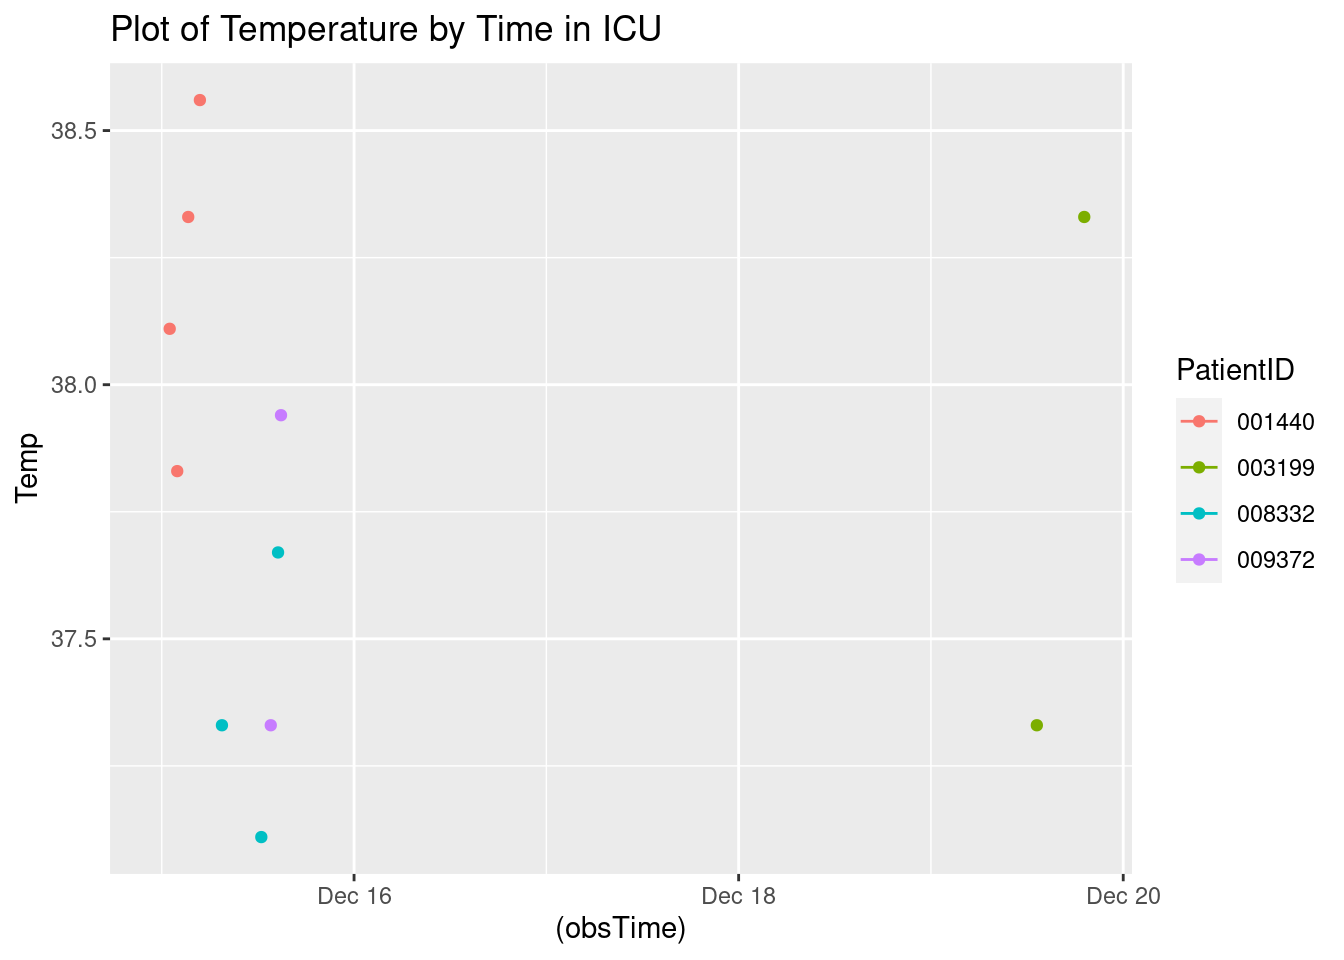 Plot of Temperature by Time in ICU
38.5
38.0
37.5
Temp
Dec 16
Dec 18
Dec 20
(obsTime)
PatientID
001440
003199
008332
009372